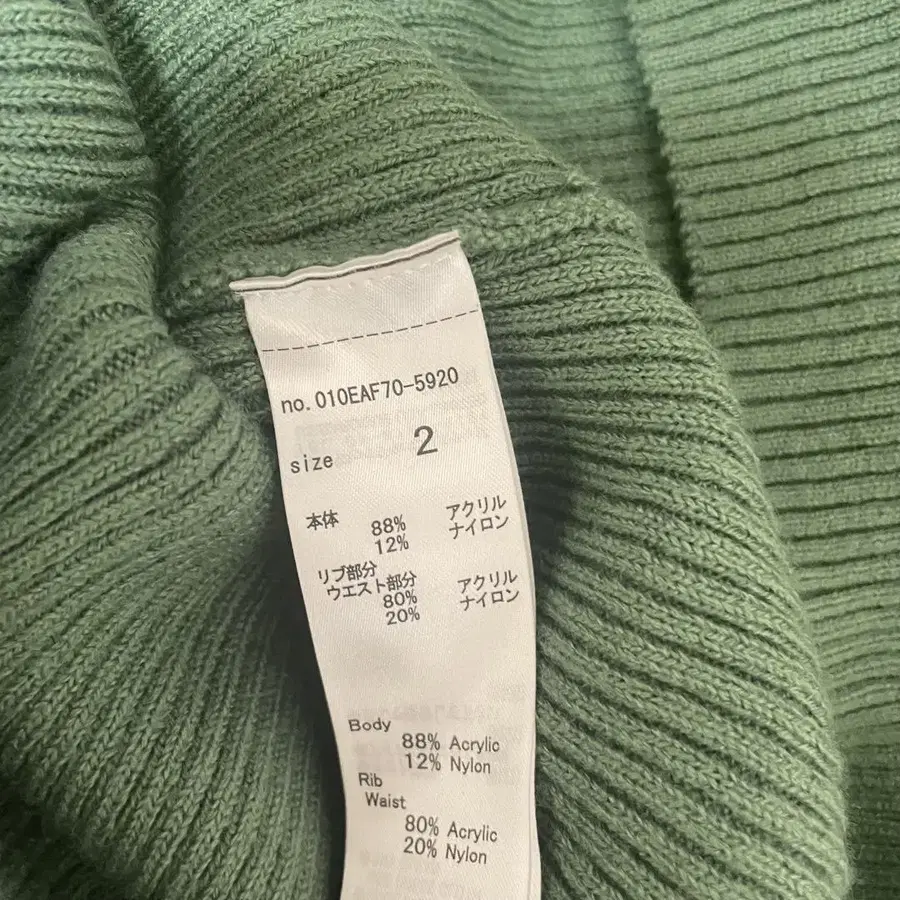 no.010EAF70-5920
size 2
本体
88% アクリル
12% ナイロン
リブ部分
ウエスト部分
80% アクリル
20% ナイロン
Body
88% Acrylic
12% Nylon
Rib
Waist
80% Acrylic
20% Nylon